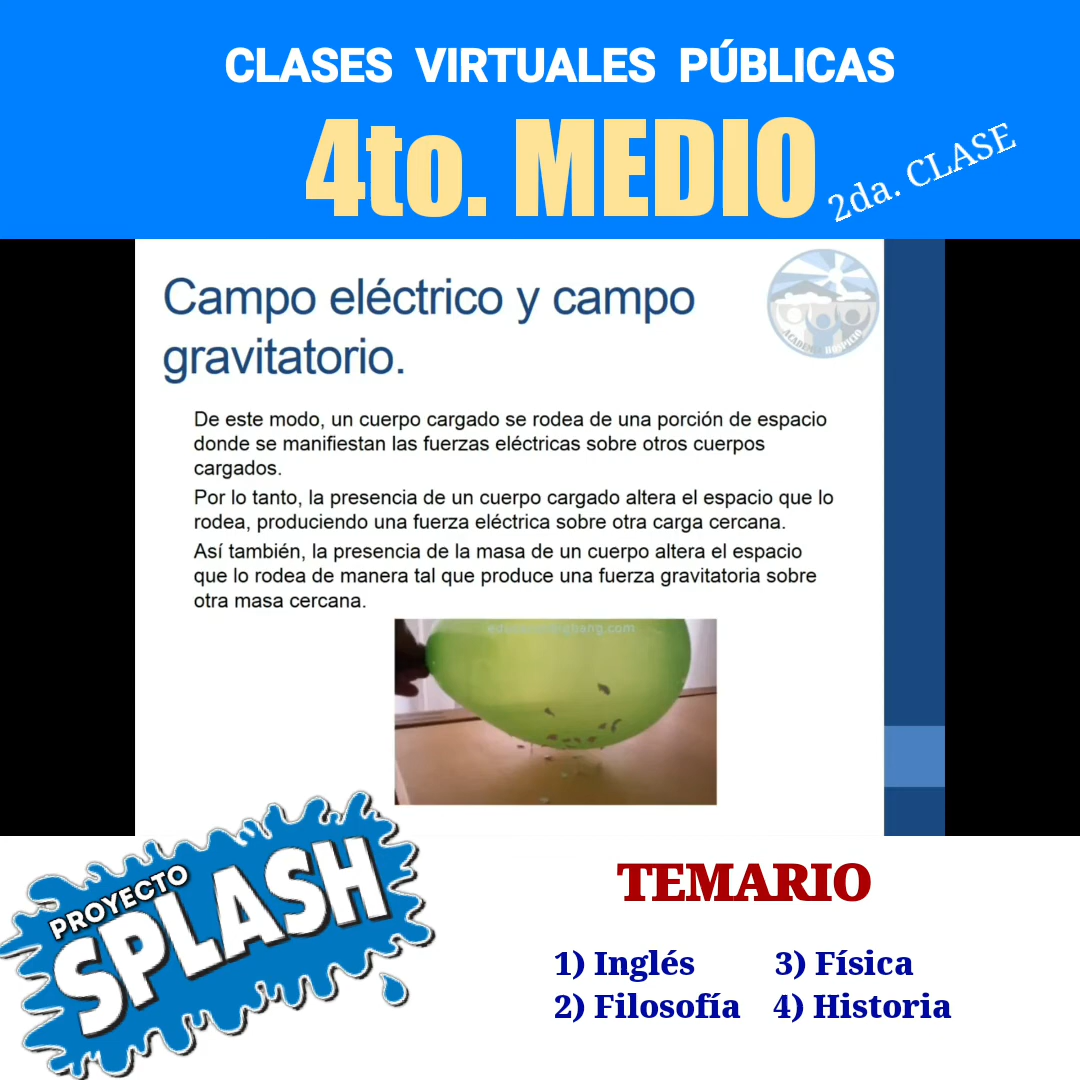 CLASES VIRTUALES PÚBLICAS
4to. MEDIO
2da. CLASE
Campo eléctrico y campo
gravitatorio.
De este modo, un cuerpo cargado se rodea de una porción de espacio
donde se manifiestan las fuerzas eléctricas sobre otros cuerpos
cargados.
Por lo tanto, la presencia de un cuerpo cargado altera el espacio que lo
rodea, produciendo una fuerza eléctrica sobre otra carga cercana.
Así también, la presencia de la masa de un cuerpo altera el espacio
que lo rodea de manera tal que produce una fuerza gravitatoria sobre
otra masa cercana.
PROYECTO
SPLASH
TEMARIO
1) Inglés 3) Física
2) Filosofía 4) Historia